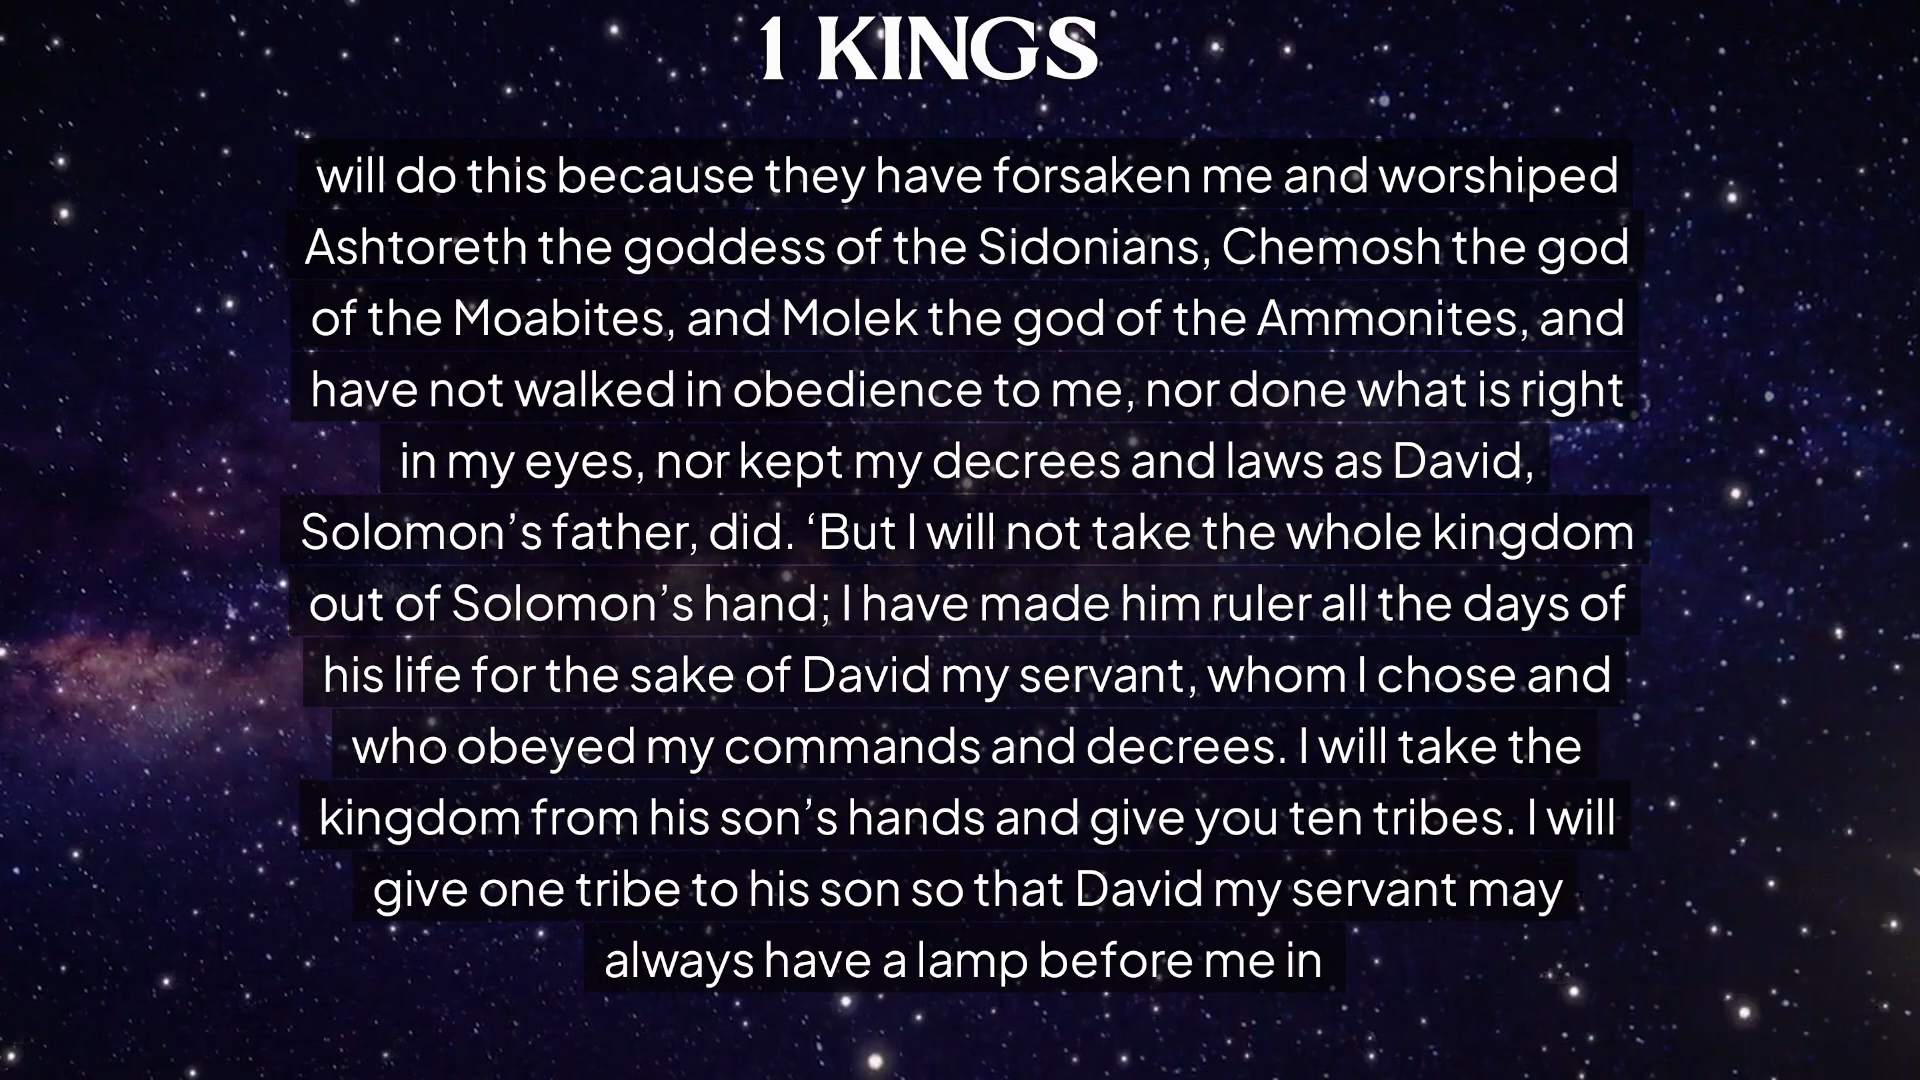 1 KINGS
will do this because they have forsaken me and worshiped
Ashtoreth the goddess of the Sidonians, Chemosh the god
of the Moabites, and Molek the god of the Ammonites, and
have not walked in obedience to me, nor done what is right
in my eyes, nor kept my decrees and laws as David,
Solomon’s father, did. ‘But I will not take the whole kingdom
out of Solomon’s hand; I have made him ruler all the days of
his life for the sake of David my servant, whom I chose and
who obeyed my commands and decrees. I will take the
kingdom from his son’s hands and give you ten tribes. I will
give one tribe to his son so that David my servant may
always have a lamp before me in